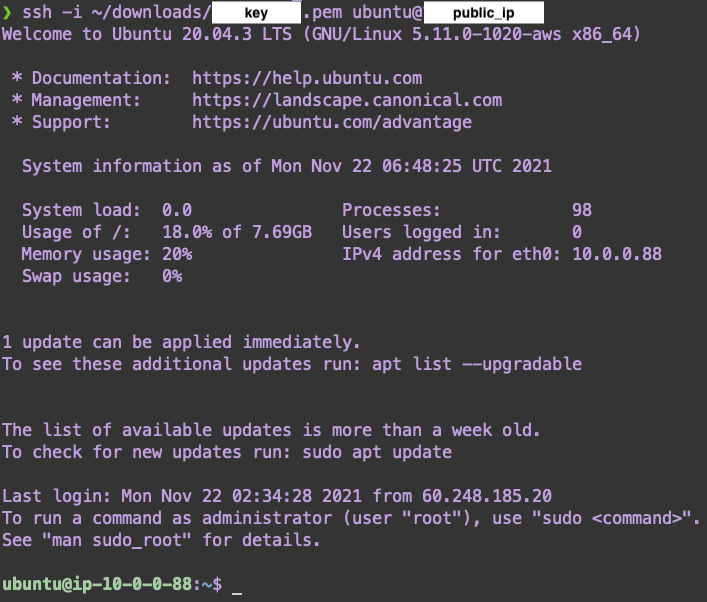 ❯ ssh -i ~/downloads/ key .pem ubuntu@ public_ip
Welcome to Ubuntu 20.04.3 LTS (GNU/Linux 5.11.0-1020-aws x86_64)
* Documentation: https://help.ubuntu.com
* Management: https://landscape.canonical.com
* Support: https://ubuntu.com/advantage
System information as of Mon Nov 22 06:48:25 UTC 2021
System load: 0.0 Processes: 98
Usage of /: 18.0% of 7.69GB Users logged in: 0
Memory usage: 20% IPv4 address for eth0: 10.0.0.88
Swap usage: 0%
1 update can be applied immediately.
To see these additional updates run: apt list --upgradable
The list of available updates is more than a week old.
To check for new updates run: sudo apt update
Last login: Mon Nov 22 02:34:28 2021 from 60.248.185.20
To run a command as administrator (user "root"), use "sudo <command>".
See "man sudo_root" for details.
ubuntu@ip-10-0-0-88:~$ _